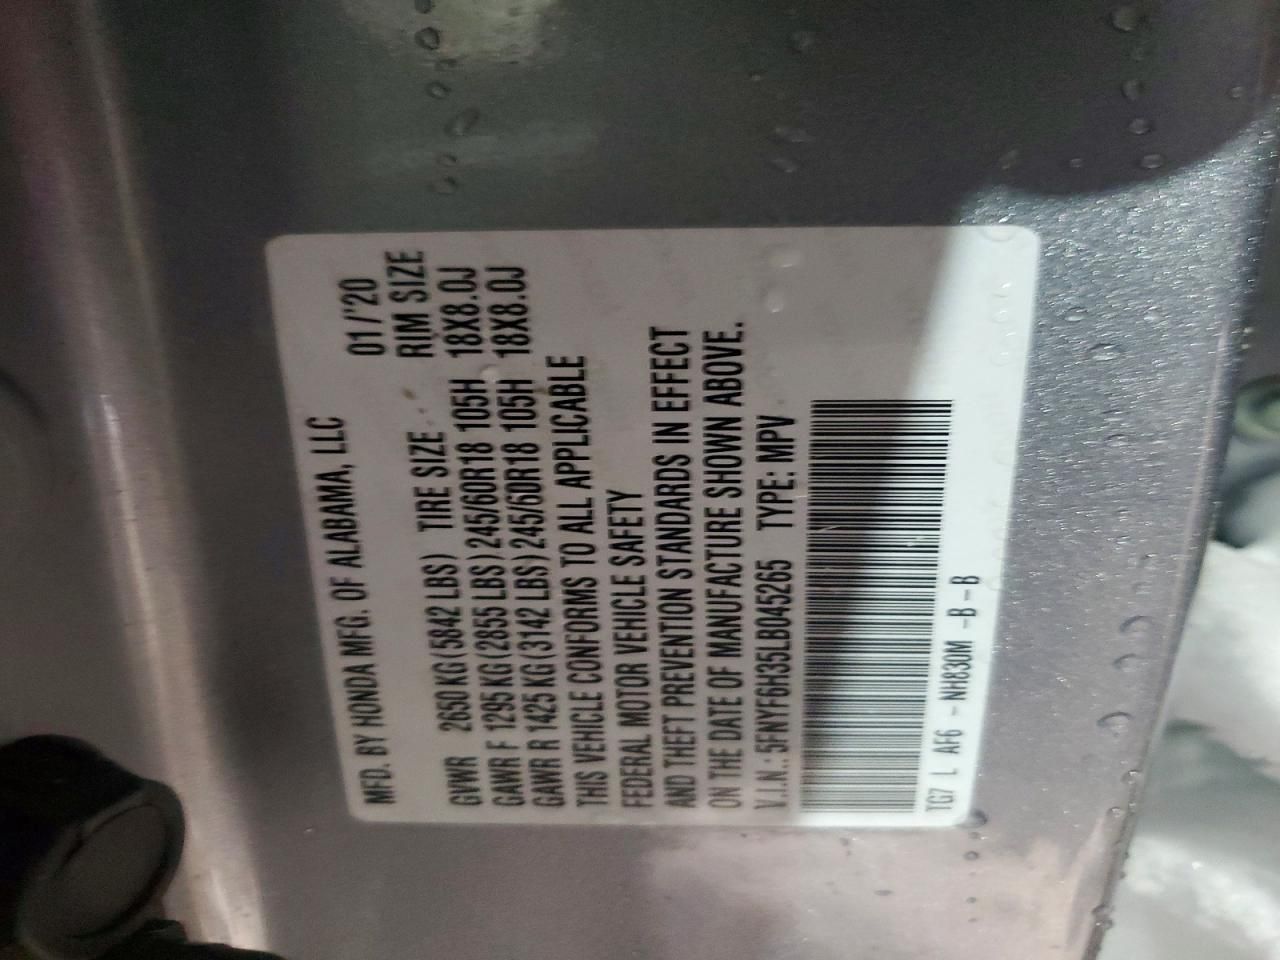 MFD. BY HONDA MFG. OF ALABAMA, LLC 01/'20
GVWR 2650 KG (5842 LBS) TIRE SIZE RIM SIZE
GAWR F 1295 KG (2855 LBS) 245/60R18 105H 18X8.0J
GAWR R 1425 KG (3142 LBS) 245/60R18 105H 18X8.0J
THIS VEHICLE CONFORMS TO ALL APPLICABLE
FEDERAL MOTOR VEHICLE SAFETY
AND THEFT PREVENTION STANDARDS IN EFFECT
ON THE DATE OF MANUFACTURE SHOWN ABOVE.
V.I.N.: 5FNYF6H35LB045265 TYPE: MPV
TG7 L AF6 - NH830M -B-B